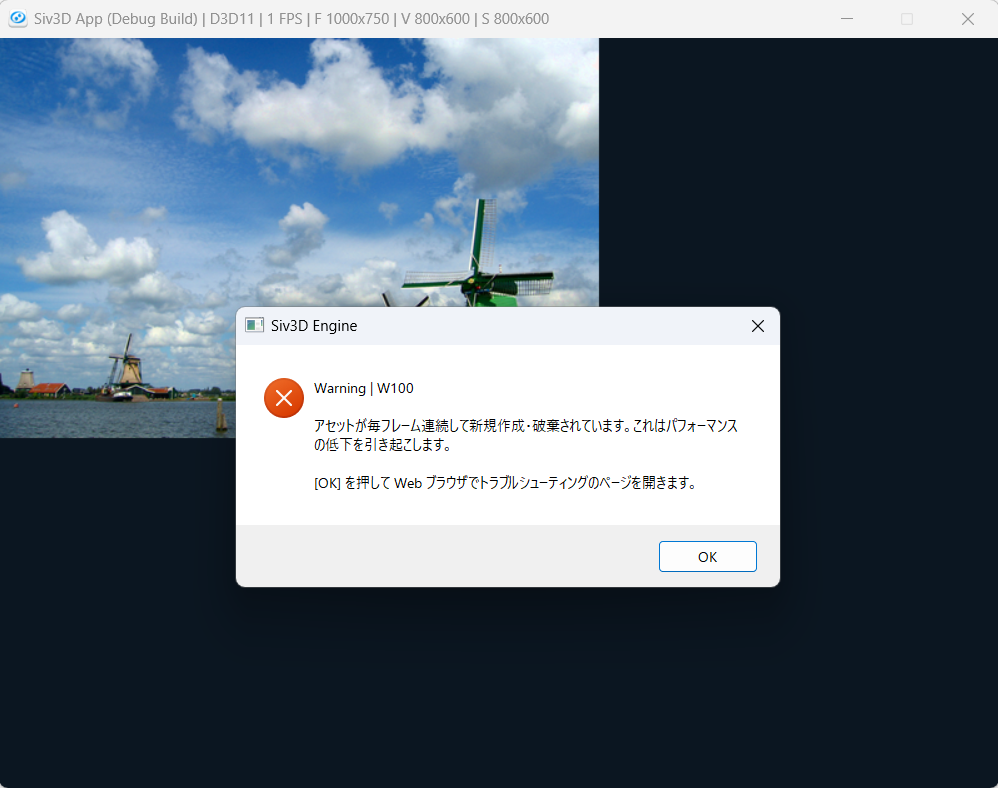 Siv3D App (Debug Build) | D3D11 | 1 FPS | F 1000x750 | V 800x600 | S 800x600
Siv3D Engine
Warning | W100
アセットが毎フレーム連続して新規作成・破棄されています。これはパフォーマンス
の低下を引き起こします。
[OK] を押して Web ブラウザでトラブルシューティングのページを開きます。
OK